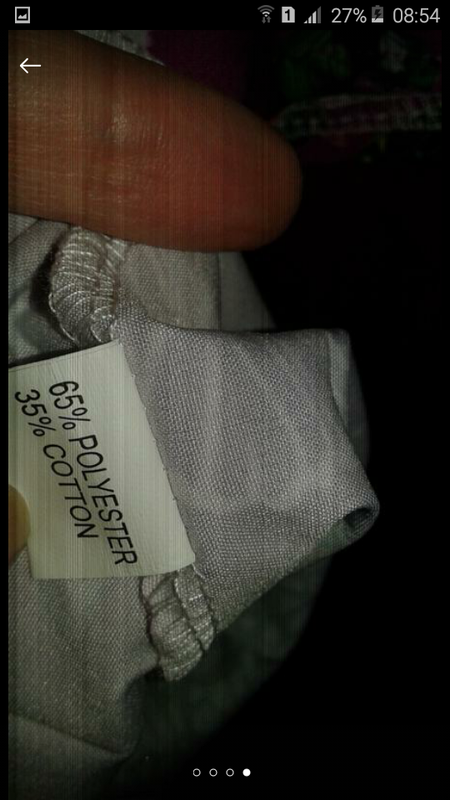 1 27% 08:54
65% POLYESTER
35% COTTON